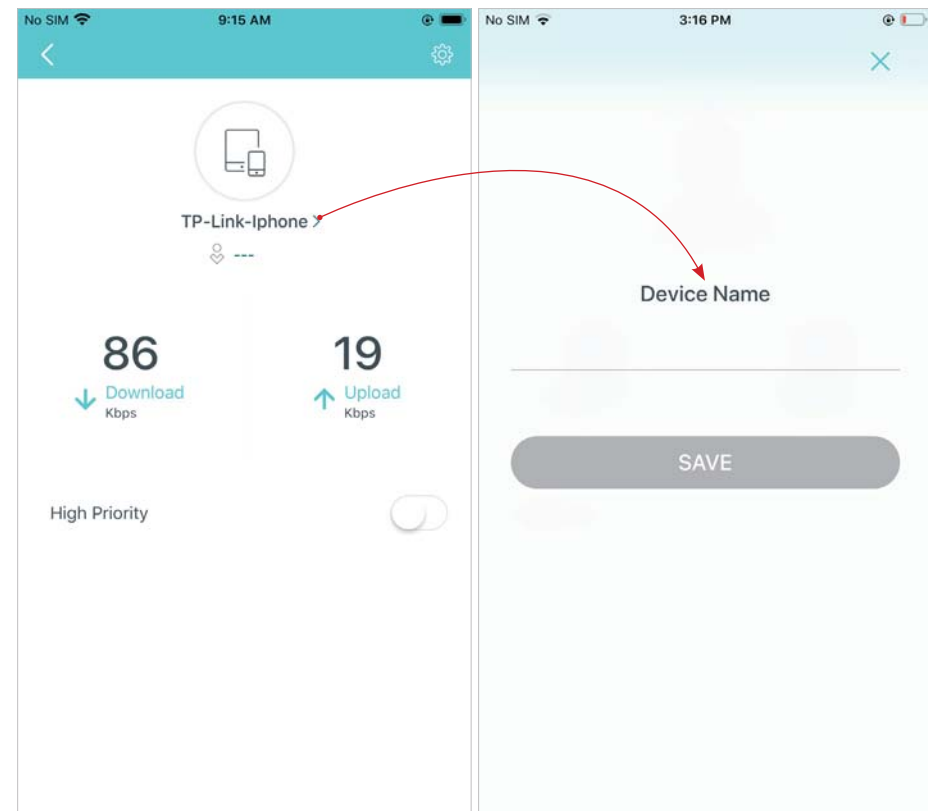 No SIM 9:15 AM
TP-Link-Iphone
---
86
Download
Kbps
19
Upload
Kbps
High Priority
No SIM 3:16 PM
Device Name
SAVE